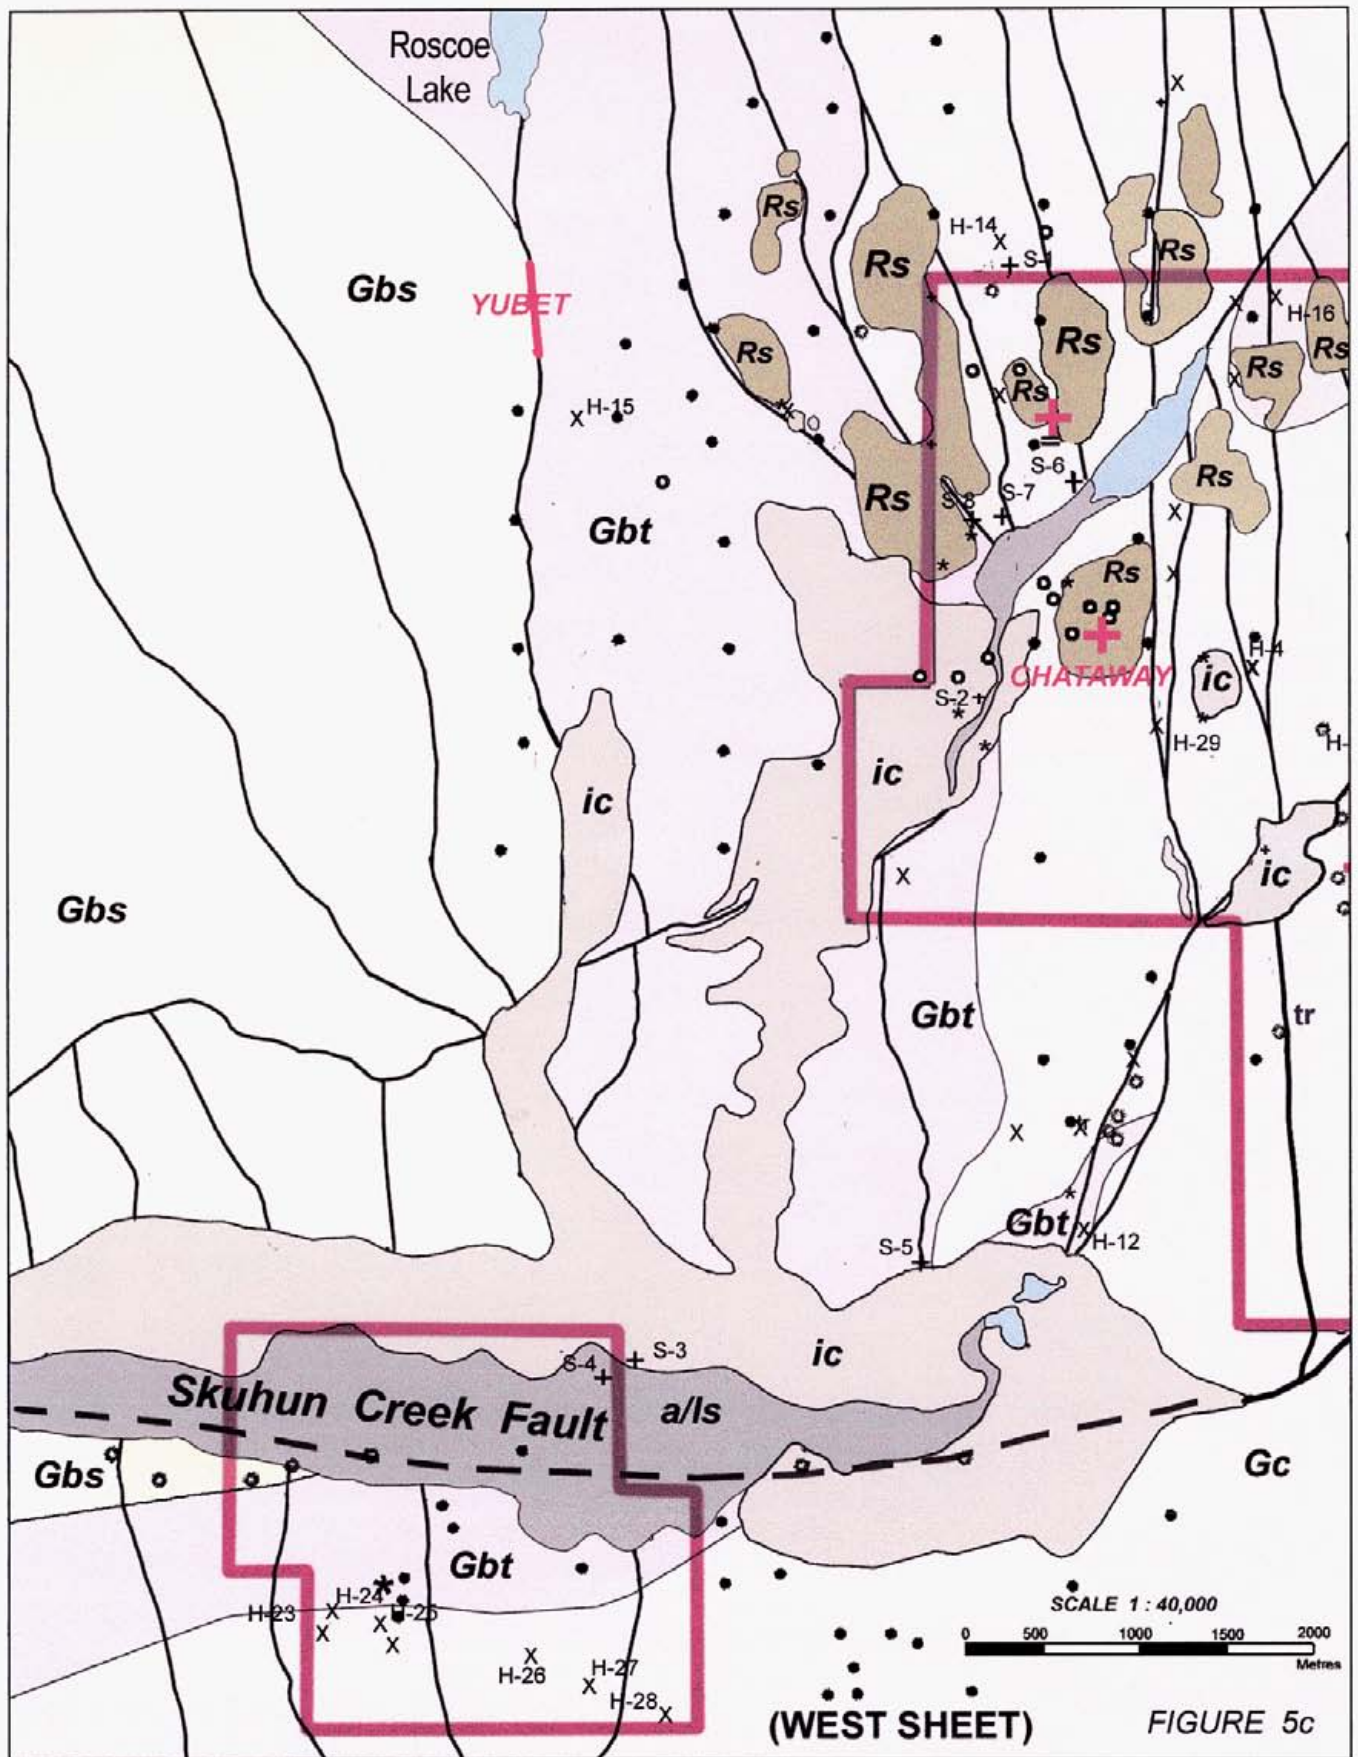 Roscoe
Lake
Rs
H-14
S-1
Rs
Rs
Gbs
YUBET
H-16
Rs
Rs
Rs
Rs
Rs
H-15
S-6
Rs
Rs
S-8
S-7
Gbt
Rs
H-4
CHATAWAY
ic
S-2
H-29
H-
ic
ic
ic
Gbs
Gbt
tr
Gbt
H-12
S-5
S-3
ic
S-4
Skuhun Creek Fault
a/ls
Gbs
Gc
Gbt
H-24
H-23
H-25
SCALE 1 : 40,000
0 500 1000 1500 2000
Metres
H-26
H-27
H-28
(WEST SHEET)
FIGURE 5c